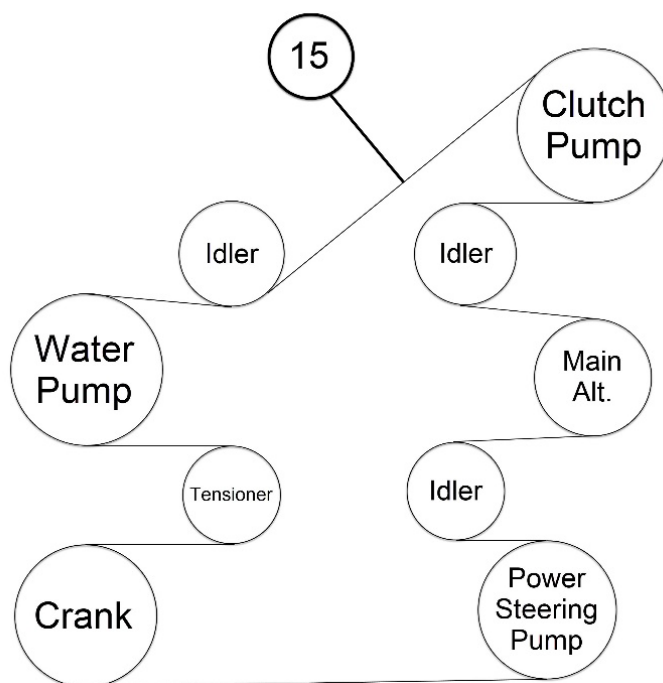 15
Clutch
Pump
Idler
Idler
Water
Pump
Main
Alt.
Tensioner
Idler
Crank
Power
Steering
Pump